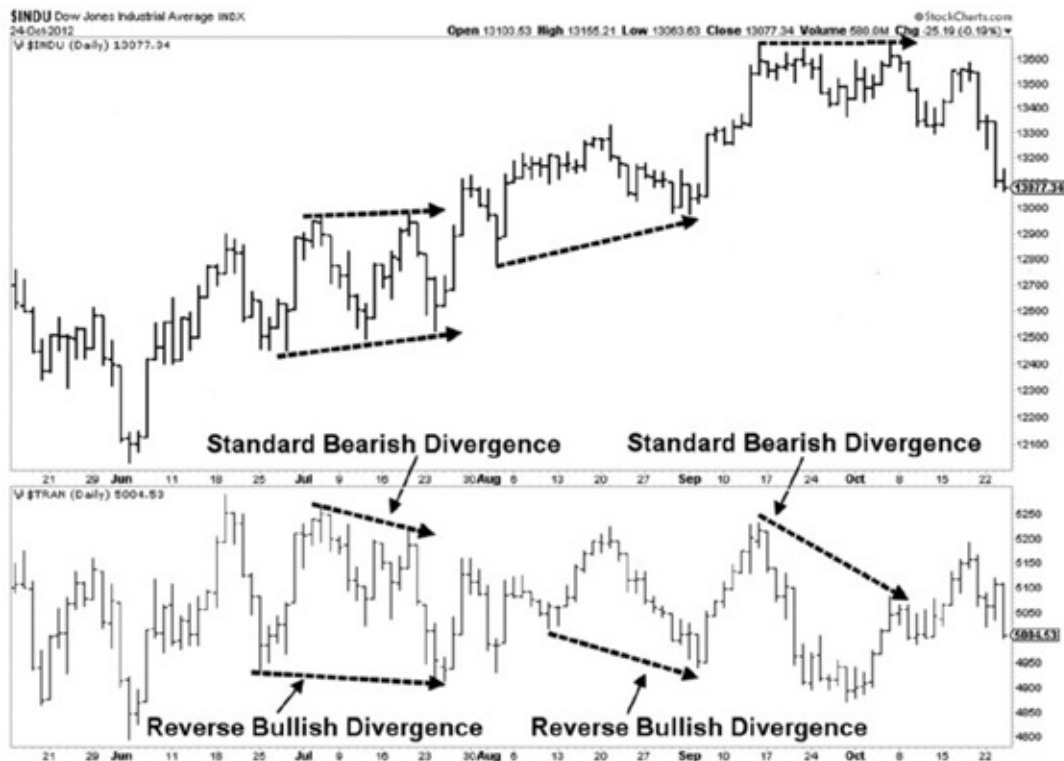 $INDU Dow Jones Industrial Average INDX
© StockCharts.com
24-Oct-2012
Open 13103.53 High 13155.21 Low 13063.63 Close 13077.34 Volume 580.0M Chg -25.19 (-0.19%)
$INDU (Daily) 13077.34
13600
13500
13400
13300
13200
13077.34
13000
12900
12800
12700
12600
12500
12400
12300
12200
12100
Standard Bearish Divergence
Standard Bearish Divergence
21 29 Jun 11 18 25 Jul 9 16 23 30 Aug 6 13 20 27 Sep 10 17 24 Oct 8 15 22
$TRAN (Daily) 5004.53
5250
5200
5150
5100
5050
5004.53
4950
4900
4850
4800
Reverse Bullish Divergence
Reverse Bullish Divergence
21 29 Jun 11 18 25 Jul 9 16 23 30 Aug 6 13 20 27 Sep 10 17 24 Oct 8 15 22